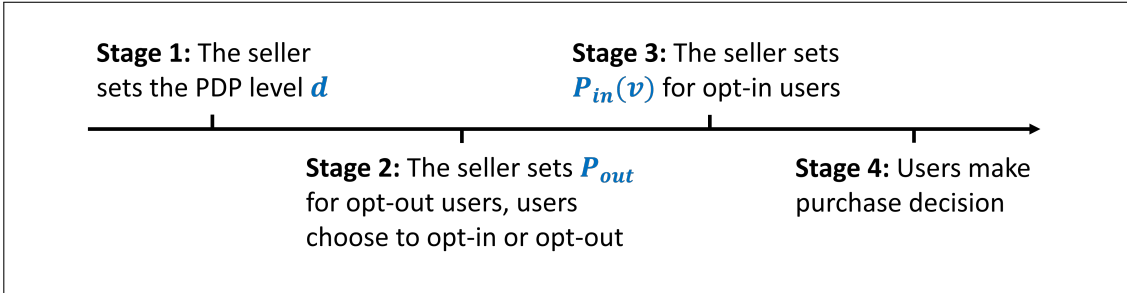 Stage 1: The seller
sets the PDP level d
Stage 3: The seller sets
P_in(v) for opt-in users
Stage 2: The seller sets P_out
for opt-out users, users
choose to opt-in or opt-out
Stage 4: Users make
purchase decision